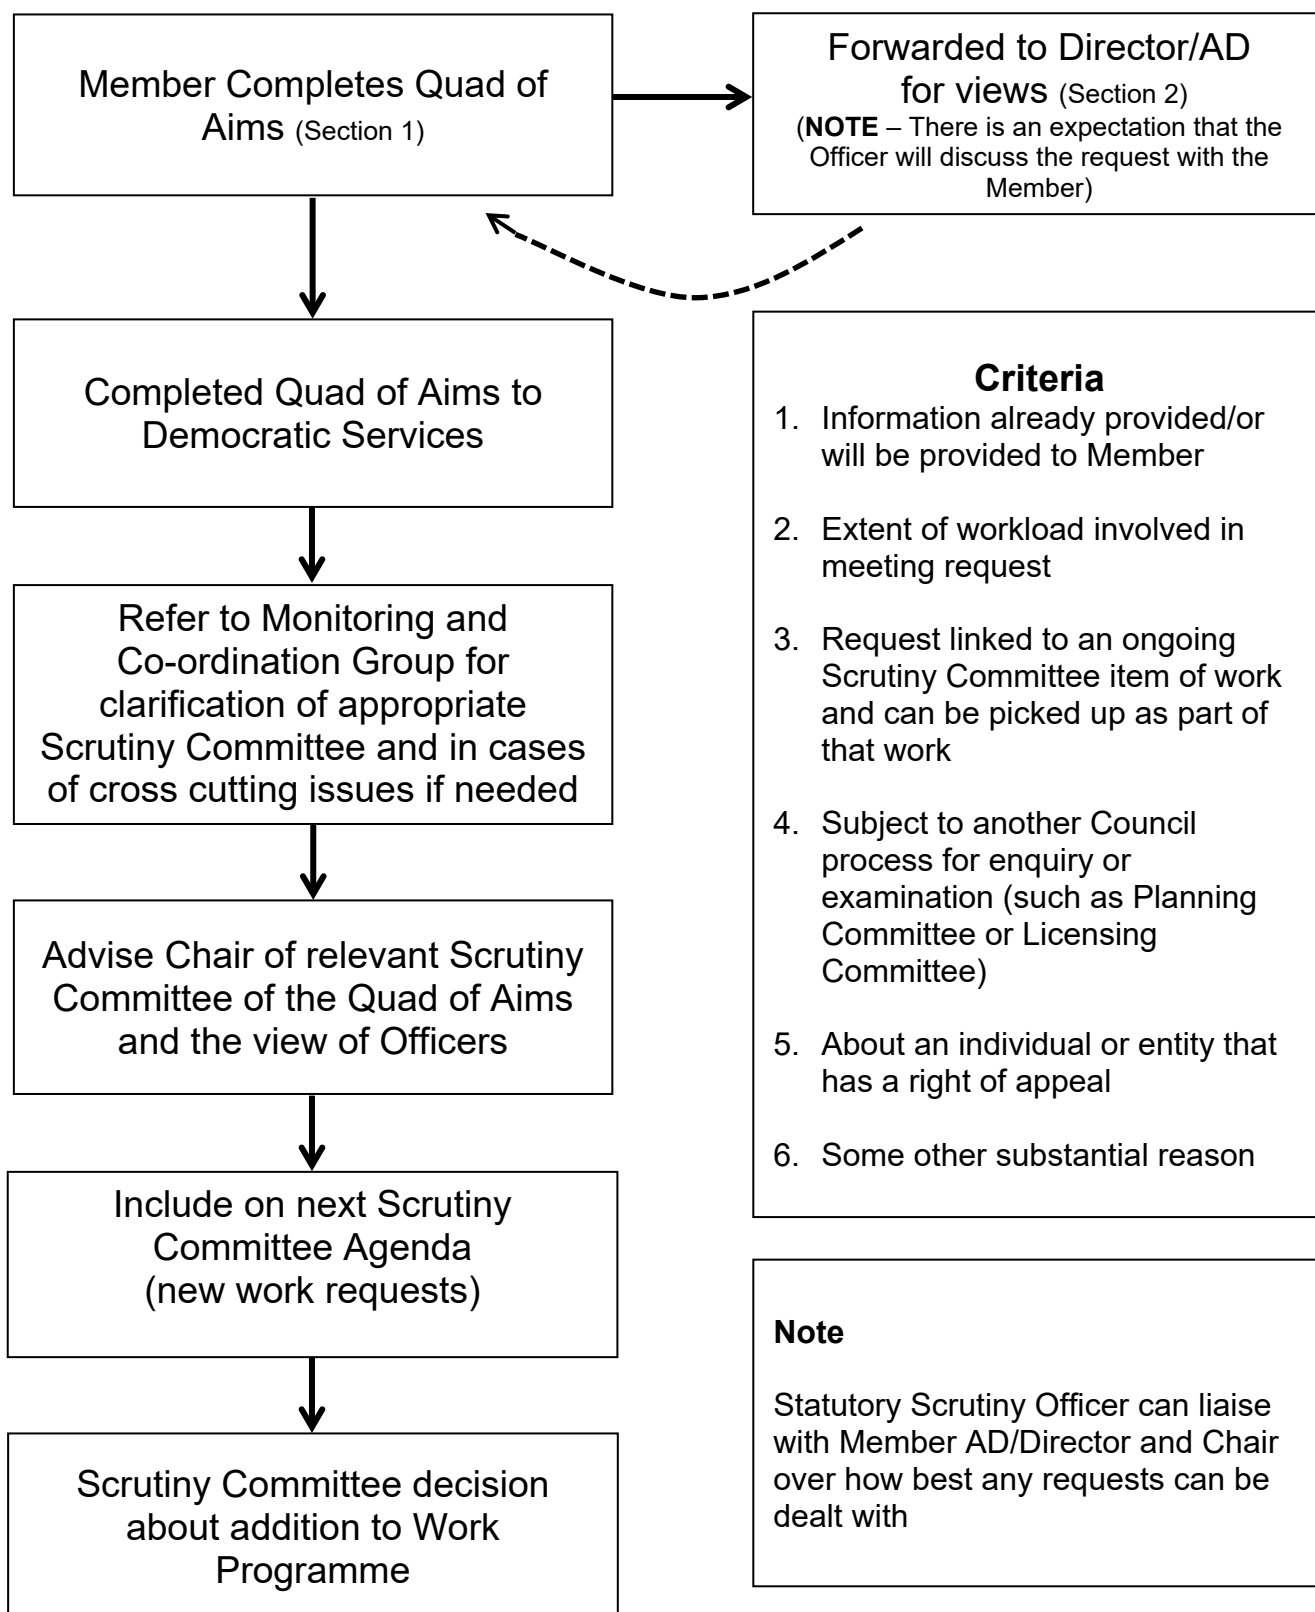 Member Completes Quad of
Aims (Section 1)
Forwarded to Director/AD
for views (Section 2)
(NOTE – There is an expectation that the
Officer will discuss the request with the
Member)
Completed Quad of Aims to
Democratic Services
Refer to Monitoring and
Co-ordination Group for
clarification of appropriate
Scrutiny Committee and in cases
of cross cutting issues if needed
Advise Chair of relevant Scrutiny
Committee of the Quad of Aims
and the view of Officers
Include on next Scrutiny
Committee Agenda
(new work requests)
Scrutiny Committee decision
about addition to Work
Programme
Criteria
1. Information already provided/or
will be provided to Member
2. Extent of workload involved in
meeting request
3. Request linked to an ongoing
Scrutiny Committee item of work
and can be picked up as part of
that work
4. Subject to another Council
process for enquiry or
examination (such as Planning
Committee or Licensing
Committee)
5. About an individual or entity that
has a right of appeal
6. Some other substantial reason
Note
Statutory Scrutiny Officer can liaise
with Member AD/Director and Chair
over how best any requests can be
dealt with